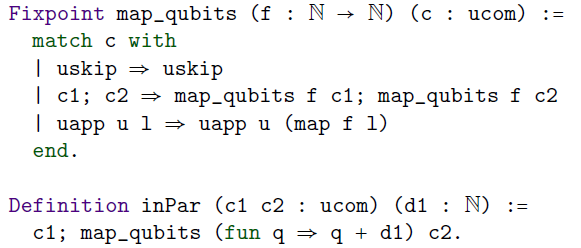 Fixpoint map_qubits (f : ℕ → ℕ) (c : ucom) :=
match c with
| uskip ⇒ uskip
| c1; c2 ⇒ map_qubits f c1; map_qubits f c2
| uapp u l ⇒ uapp u (map f l)
end.
Definition inPar (c1 c2 : ucom) (d1 : ℕ) :=
c1; map_qubits (fun q ⇒ q + d1) c2.